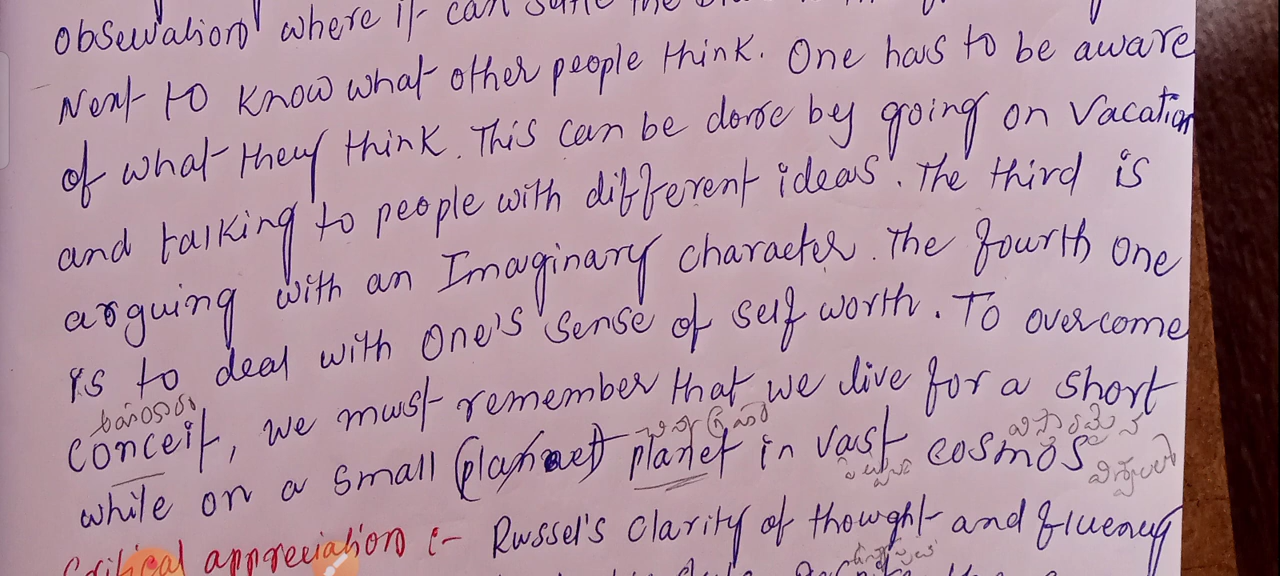 observation where it can settle the
Next to know what other people think. One has to be aware
of what they think. This can be done by going on vacation
and talking to people with different ideas. The third is
arguing with an Imaginary character. The fourth one
is to deal with one's sense of self worth. To overcome
ಅಹಂಕಾರ
conceit, we must remember that we live for a short
while on a small planet in vast cosmos
Critical appreciation :- Russel's clarity of thought and fluency